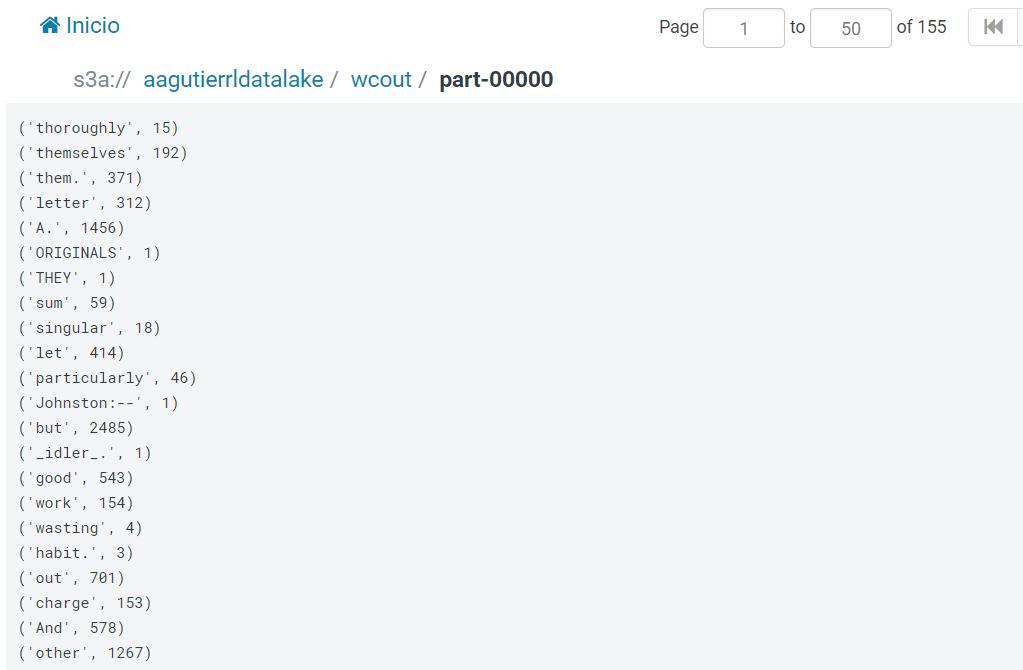 Inicio
Page 1 to 50 of 155
s3a:// aagutierrldatalake / wcout / part-00000
('thoroughly', 15)
('themselves', 192)
('them.', 371)
('letter', 312)
('A.', 1456)
('ORIGINALS', 1)
('THEY', 1)
('sum', 59)
('singular', 18)
('let', 414)
('particularly', 46)
('Johnston:--', 1)
('but', 2485)
('_idler_.', 1)
('good', 543)
('work', 154)
('wasting', 4)
('habit.', 3)
('out', 701)
('charge', 153)
('And', 578)
('other', 1267)